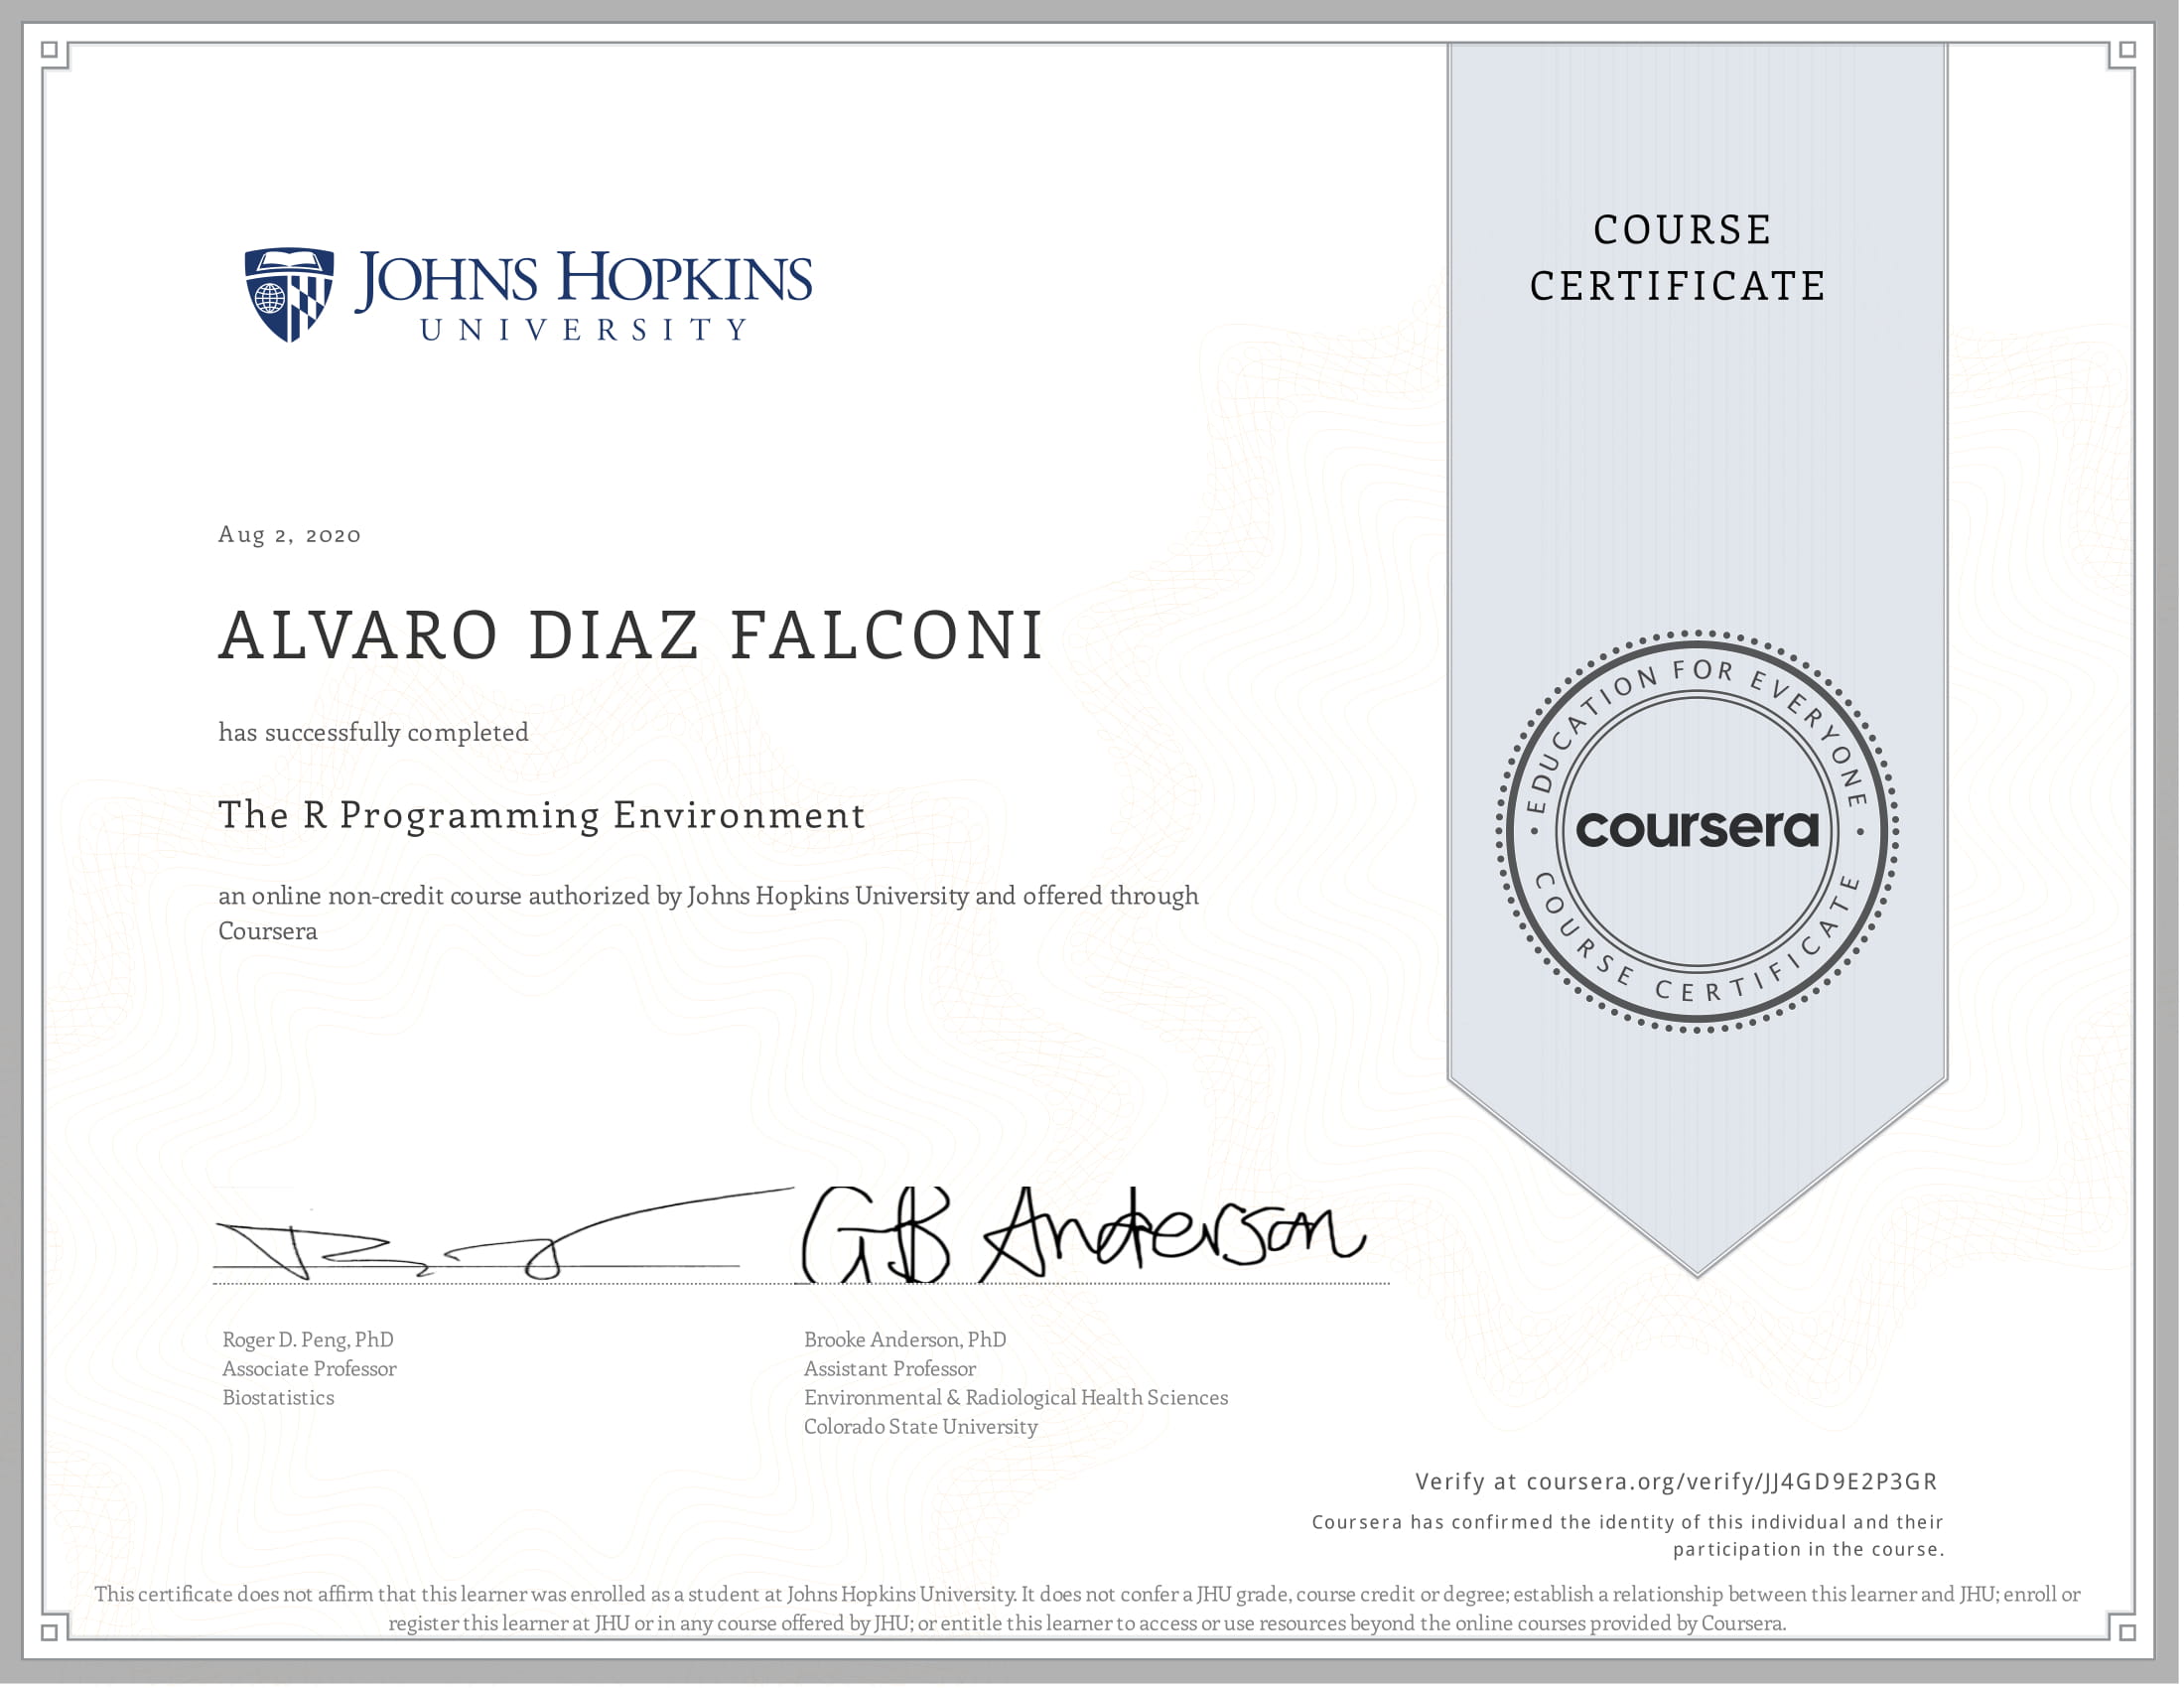 JOHNS HOPKINS
UNIVERSITY
COURSE
CERTIFICATE
Aug 2, 2020
ALVARO DIAZ FALCONI
has successfully completed
The R Programming Environment
an online non-credit course authorized by Johns Hopkins University and offered through
Coursera
EDUCATION FOR EVERYONE
coursera
COURSE CERTIFICATE
GB Anderson
Roger D. Peng, PhD
Associate Professor
Biostatistics
Brooke Anderson, PhD
Assistant Professor
Environmental & Radiological Health Sciences
Colorado State University
Verify at coursera.org/verify/JJ4GD9E2P3GR
Coursera has confirmed the identity of this individual and their
participation in the course.
This certificate does not affirm that this learner was enrolled as a student at Johns Hopkins University. It does not confer a JHU grade, course credit or degree; establish a relationship between this learner and JHU; enroll or
register this learner at JHU or in any course offered by JHU; or entitle this learner to access or use resources beyond the online courses provided by Coursera.